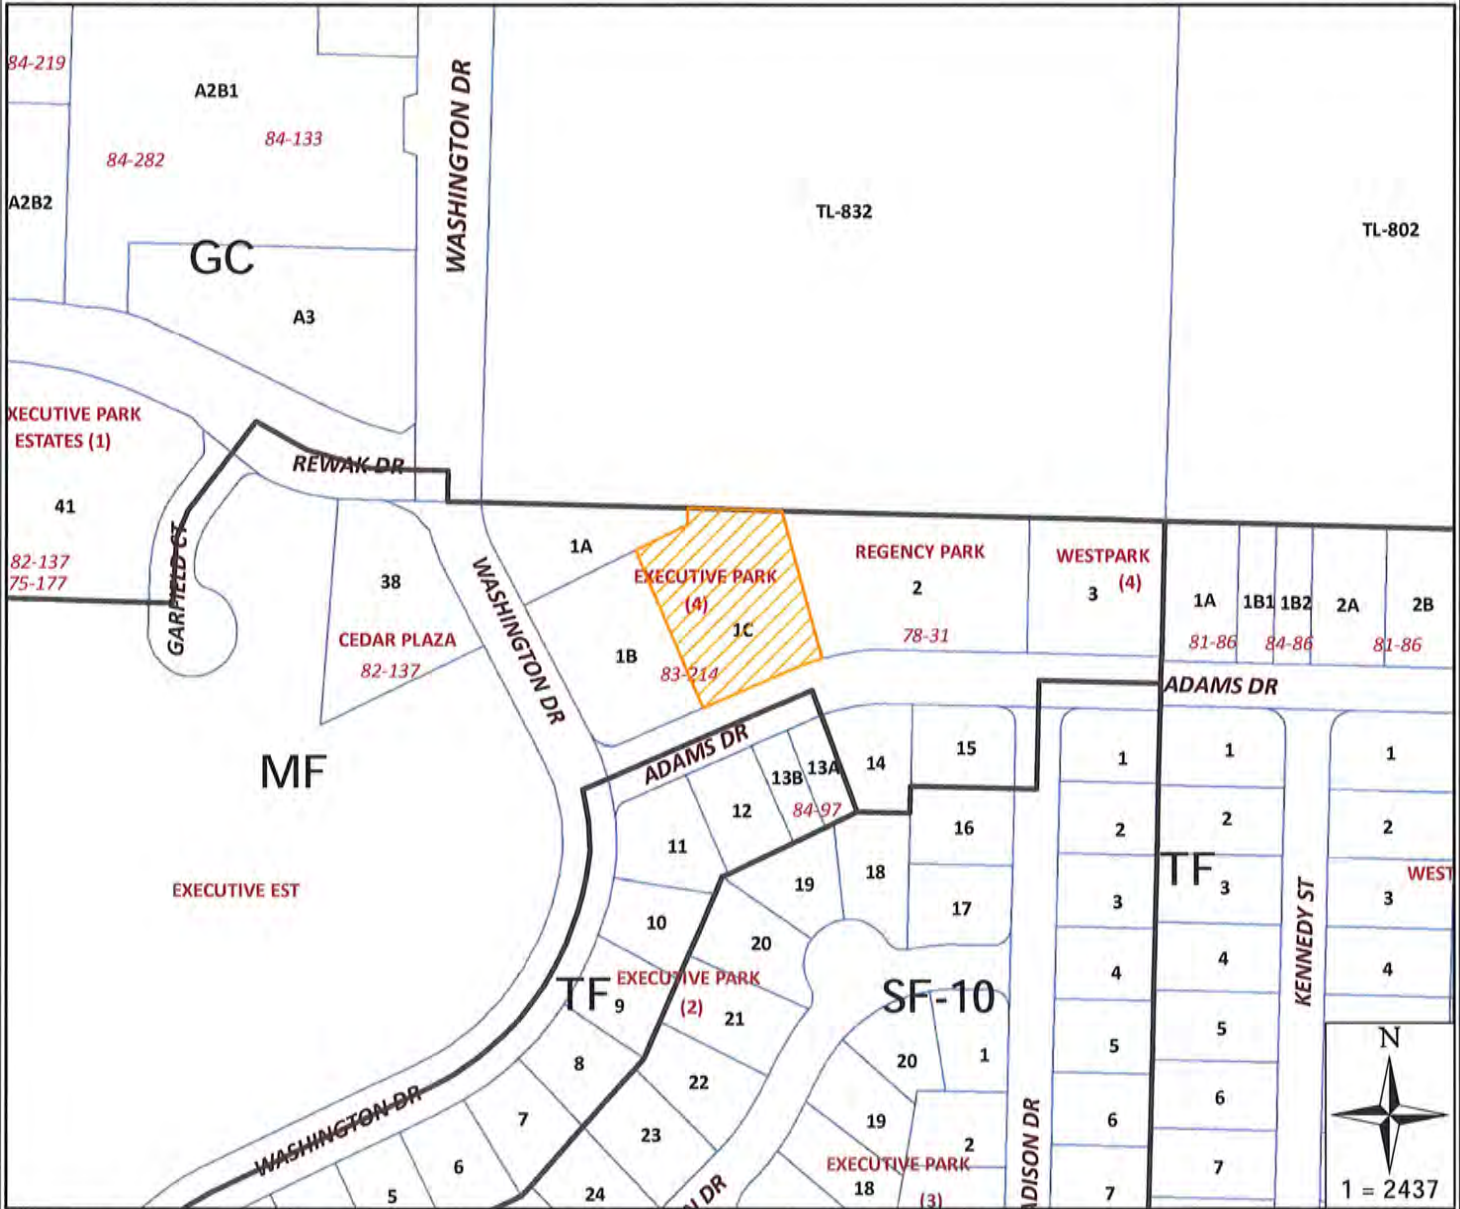 84-219
A2B1
84-133
84-282
A2B2
WASHINGTON DR
TL-832
TL-802
GC
A3
XECUTIVE PARK
ESTATES (1)
REWAK DR
41
82-137
75-177
GARFIELD CT
38
CEDAR PLAZA
82-137
WASHINGTON DR
1A
1B
EXECUTIVE PARK
(4)
1C
83-214
REGENCY PARK
2
78-31
WESTPARK
(4)
3
1A
1B1
1B2
2A
2B
81-86
84-86
81-86
ADAMS DR
ADAMS DR
MF
EXECUTIVE EST
11
12
13B
13A
84-97
14
15
16
17
18
19
20
10
TF
9
EXECUTIVE PARK
(2)
21
8
22
7
23
6
5
24
WASHINGTON DR
N DR
SF-10
20
1
19
2
EXECUTIVE PARK
(3)
18
ADISON DR
1
2
3
4
5
6
7
TF
1
2
3
4
5
6
7
KENNEDY ST
1
2
WEST
3
4
N
1 = 2437